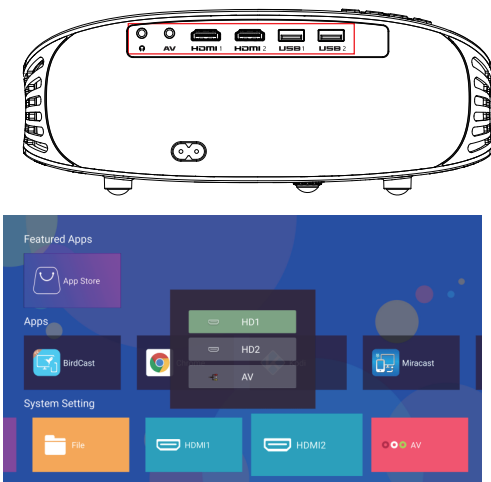 AV HDMI 1 HDMI 2 USB 1 USB 2
Featured Apps
App Store
Apps
HD1
HD2
AV
BirdCast
Miracast
System Setting
File
HDMI1
HDMI2
AV